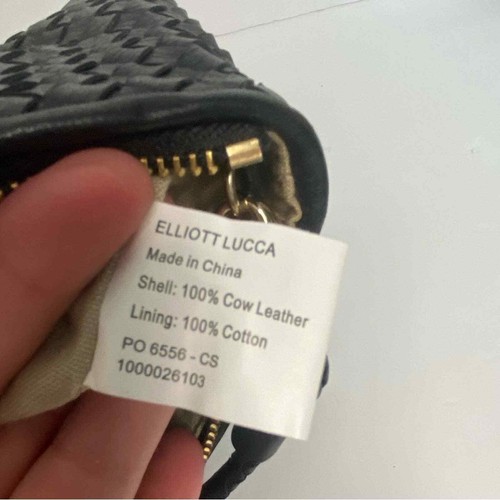 ELLIOTT LUCCA
Made in China
Shell: 100% Cow Leather
Lining: 100% Cotton
PO 6556 - CS
1000026103